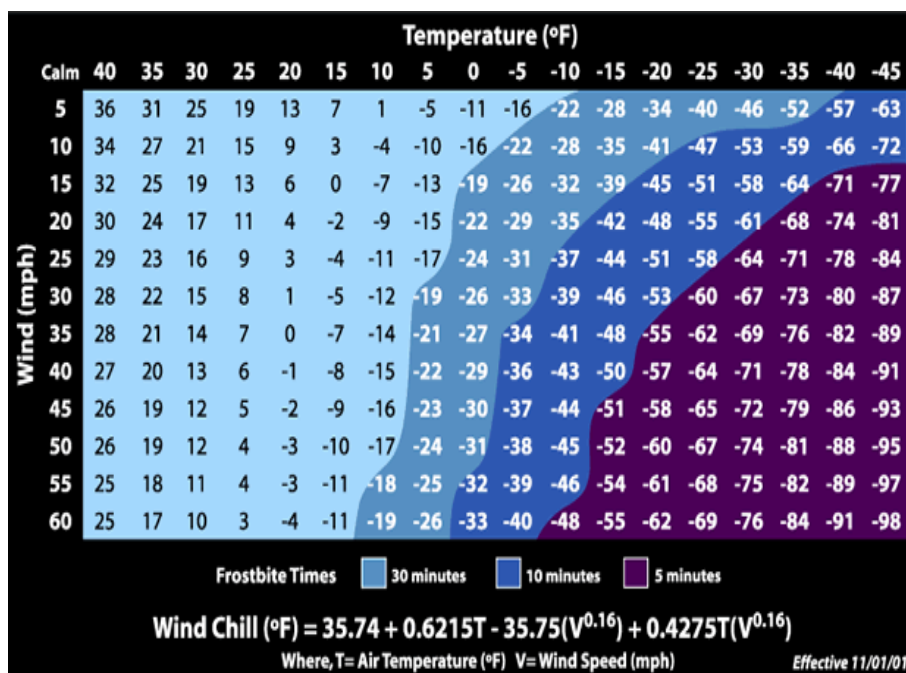 Temperature (ºF)
Calm 40 35 30 25 20 15 10 5 0 -5 -10 -15 -20 -25 -30 -35 -40 -45
5 36 31 25 19 13 7 1 -5 -11 -16 -22 -28 -34 -40 -46 -52 -57 -63
10 34 27 21 15 9 3 -4 -10 -16 -22 -28 -35 -41 -47 -53 -59 -66 -72
15 32 25 19 13 6 0 -7 -13 -19 -26 -32 -39 -45 -51 -58 -64 -71 -77
20 30 24 17 11 4 -2 -9 -15 -22 -29 -35 -42 -48 -55 -61 -68 -74 -81
25 29 23 16 9 3 -4 -11 -17 -24 -31 -37 -44 -51 -58 -64 -71 -78 -84
30 28 22 15 8 1 -5 -12 -19 -26 -33 -39 -46 -53 -60 -67 -73 -80 -87
35 28 21 14 7 0 -7 -14 -21 -27 -34 -41 -48 -55 -62 -69 -76 -82 -89
40 27 20 13 6 -1 -8 -15 -22 -29 -36 -43 -50 -57 -64 -71 -78 -84 -91
45 26 19 12 5 -2 -9 -16 -23 -30 -37 -44 -51 -58 -65 -72 -79 -86 -93
50 26 19 12 4 -3 -10 -17 -24 -31 -38 -45 -52 -60 -67 -74 -81 -88 -95
55 25 18 11 4 -3 -11 -18 -25 -32 -39 -46 -54 -61 -68 -75 -82 -89 -97
60 25 17 10 3 -4 -11 -19 -26 -33 -40 -48 -55 -62 -69 -76 -84 -91 -98
Wind (mph)
Frostbite Times 30 minutes 10 minutes 5 minutes
Wind Chill (ºF) = 35.74 + 0.6215T - 35.75(V^0.16) + 0.4275T(V^0.16)
Where, T= Air Temperature (ºF) V= Wind Speed (mph)
Effective 11/01/01